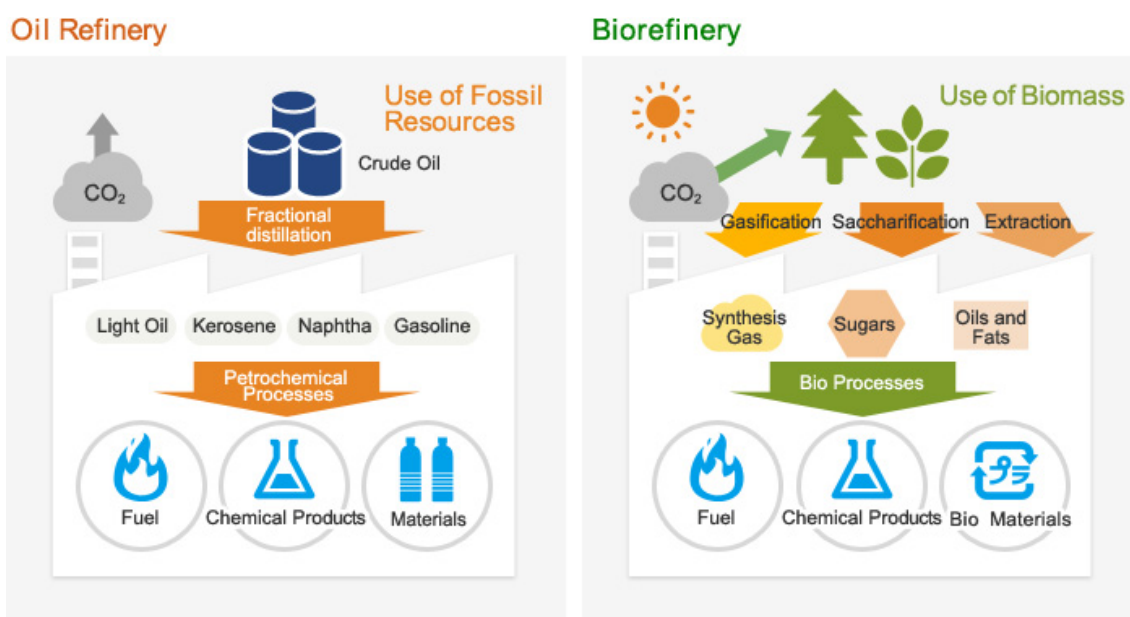 Oil Refinery
Use of Fossil
Resources
Crude Oil
CO₂
Fractional
distillation
Light Oil
Kerosene
Naphtha
Gasoline
Petrochemical
Processes
Fuel
Chemical Products
Materials
Biorefinery
Use of Biomass
CO₂
Gasification
Saccharification
Extraction
Synthesis
Gas
Sugars
Oils and
Fats
Bio Processes
プラ
Fuel
Chemical Products
Bio Materials